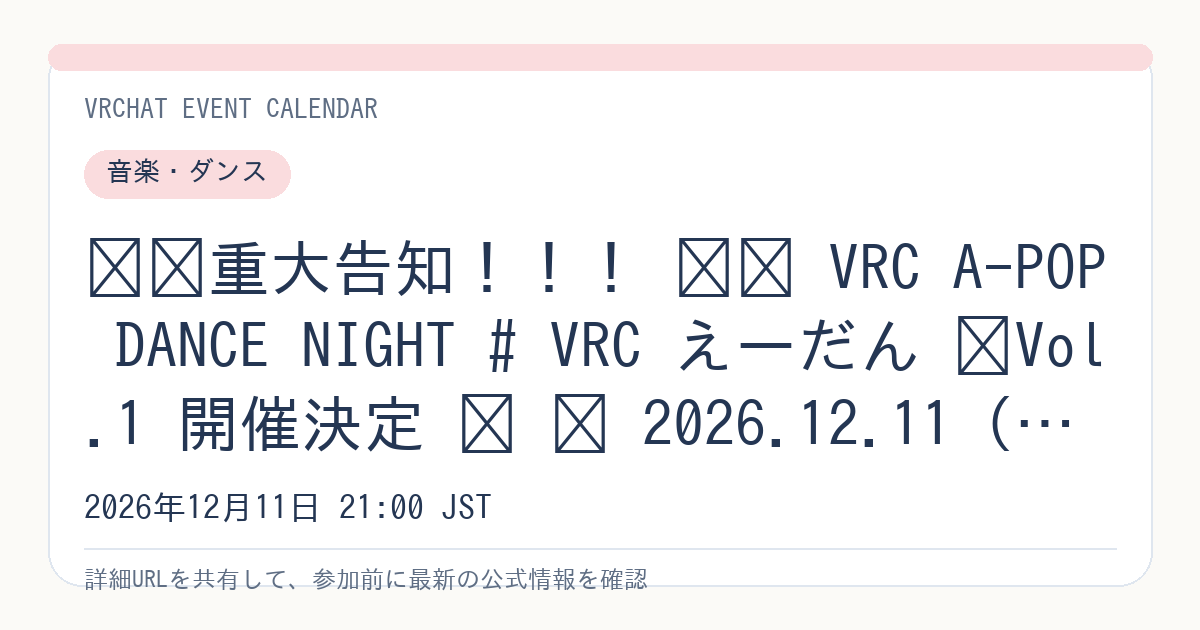 VRCHAT EVENT CALENDAR
音楽・ダンス
重大告知！！！ VRC A-POP
DANCE NIGHT # VRC えーだん Vol
.1 開催決定 2026.12.11 (…
2026年12月11日 21:00 JST
詳細URLを共有して、参加前に最新の公式情報を確認